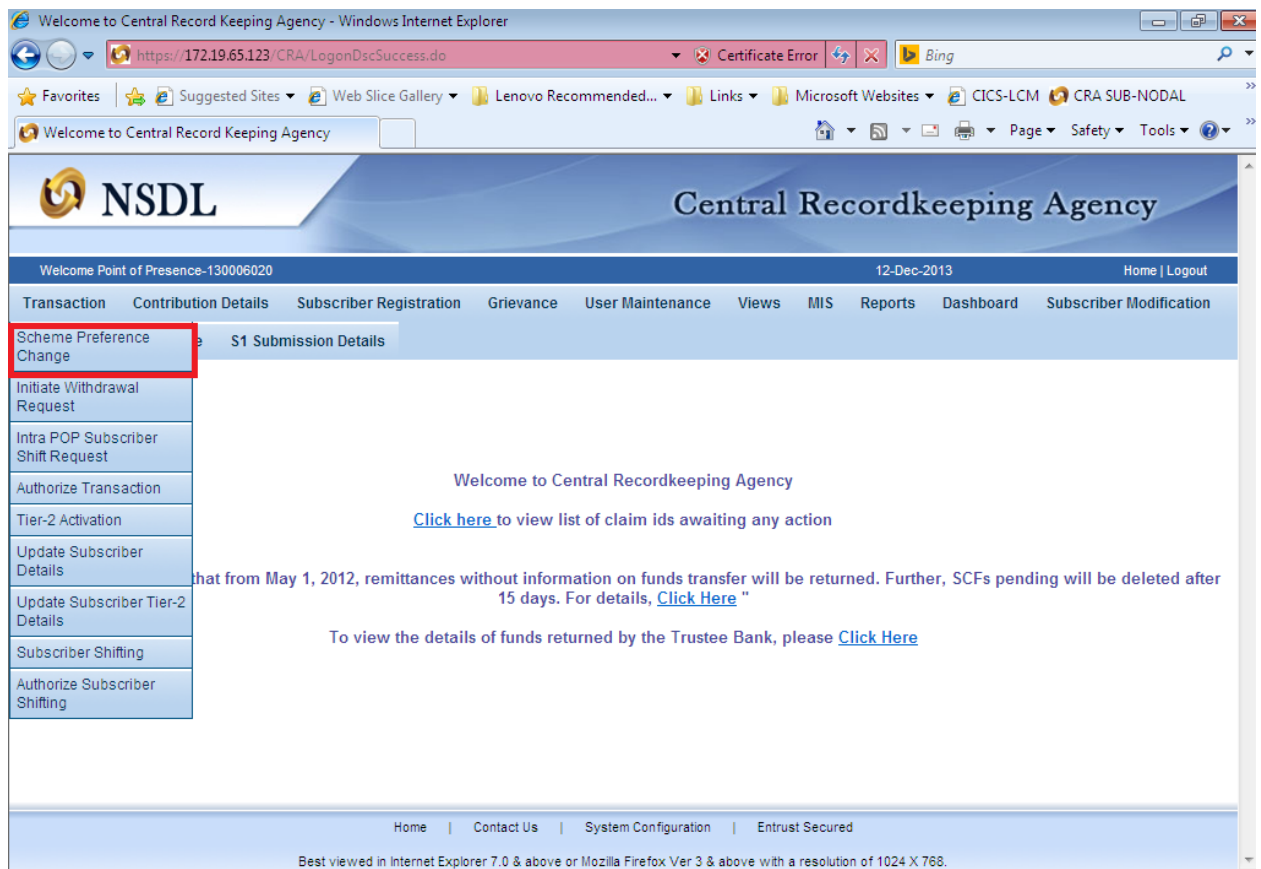 Welcome to Central Record Keeping Agency - Windows Internet Explorer
https://172.19.65.123/CRA/LogonDscSuccess.do Certificate Error Bing
Favorites Suggested Sites Web Slice Gallery Lenovo Recommended... Links Microsoft Websites CICS-LCM CRA SUB-NODAL
Welcome to Central Record Keeping Agency Page Safety Tools
NSDL Central Recordkeeping Agency
Welcome Point of Presence-130006020 12-Dec-2013 Home | Logout
Transaction Contribution Details Subscriber Registration Grievance User Maintenance Views MIS Reports Dashboard Subscriber Modification
S1 Submission Details
Scheme Preference
Change
Initiate Withdrawal
Request
Intra POP Subscriber
Shift Request
Authorize Transaction
Tier-2 Activation
Update Subscriber
Details
Update Subscriber Tier-2
Details
Subscriber Shifting
Authorize Subscriber
Shifting
Welcome to Central Recordkeeping Agency
Click here to view list of claim ids awaiting any action
that from May 1, 2012, remittances without information on funds transfer will be returned. Further, SCFs pending will be deleted after
15 days. For details, Click Here "
To view the details of funds returned by the Trustee Bank, please Click Here
Home | Contact Us | System Configuration | Entrust Secured
Best viewed in Internet Explorer 7.0 & above or Mozilla Firefox Ver 3 & above with a resolution of 1024 X 768.